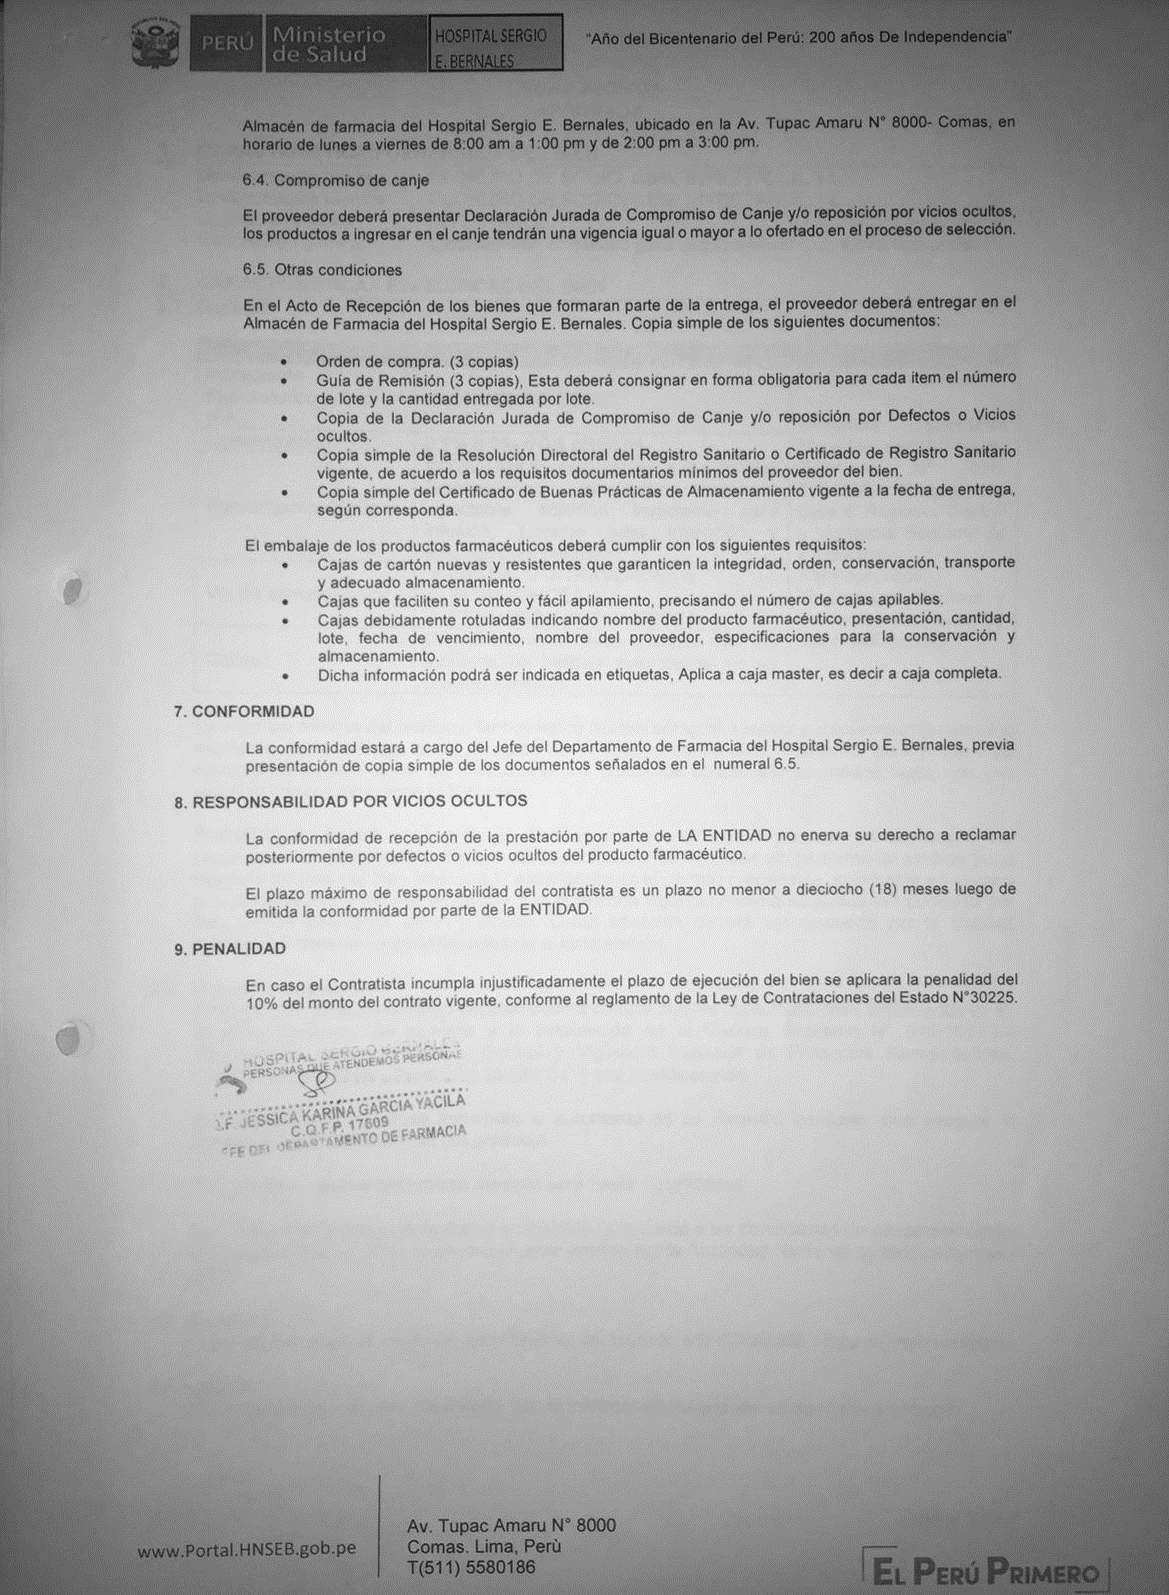 PERÚ
Ministerio
de Salud
HOSPITAL SERGIO
E. BERNALES
"Año del Bicentenario del Perú: 200 años De Independencia"
Almacén de farmacia del Hospital Sergio E. Bernales, ubicado en la Av. Tupac Amaru N° 8000- Comas, en
horario de lunes a viernes de 8:00 am a 1:00 pm y de 2:00 pm a 3:00 pm.
6.4. Compromiso de canje
El proveedor deberá presentar Declaración Jurada de Compromiso de Canje y/o reposición por vicios ocultos,
los productos a ingresar en el canje tendrán una vigencia igual o mayor a lo ofertado en el proceso de selección.
6.5. Otras condiciones
En el Acto de Recepción de los bienes que formaran parte de la entrega, el proveedor deberá entregar en el
Almacén de Farmacia del Hospital Sergio E. Bernales. Copia simple de los siguientes documentos:
• Orden de compra. (3 copias)
• Guía de Remisión (3 copias), Esta deberá consignar en forma obligatoria para cada item el número
de lote y la cantidad entregada por lote.
• Copia de la Declaración Jurada de Compromiso de Canje y/o reposición por Defectos o Vicios
ocultos.
• Copia simple de la Resolución Directoral del Registro Sanitario o Certificado de Registro Sanitario
vigente, de acuerdo a los requisitos documentarios mínimos del proveedor del bien.
• Copia simple del Certificado de Buenas Prácticas de Almacenamiento vigente a la fecha de entrega,
según corresponda.
El embalaje de los productos farmacéuticos deberá cumplir con los siguientes requisitos:
• Cajas de cartón nuevas y resistentes que garanticen la integridad, orden, conservación, transporte
y adecuado almacenamiento.
• Cajas que faciliten su conteo y fácil apilamiento, precisando el número de cajas apilables.
• Cajas debidamente rotuladas indicando nombre del producto farmacéutico, presentación, cantidad,
lote, fecha de vencimiento, nombre del proveedor, especificaciones para la conservación y
almacenamiento.
• Dicha información podrá ser indicada en etiquetas, Aplica a caja master, es decir a caja completa.
7. CONFORMIDAD
La conformidad estará a cargo del Jefe del Departamento de Farmacia del Hospital Sergio E. Bernales, previa
presentación de copia simple de los documentos señalados en el numeral 6.5.
8. RESPONSABILIDAD POR VICIOS OCULTOS
La conformidad de recepción de la prestación por parte de LA ENTIDAD no enerva su derecho a reclamar
posteriormente por defectos o vicios ocultos del producto farmacéutico.
El plazo máximo de responsabilidad del contratista es un plazo no menor a dieciocho (18) meses luego de
emitida la conformidad por parte de la ENTIDAD.
9. PENALIDAD
En caso el Contratista incumpla injustificadamente el plazo de ejecución del bien se aplicara la penalidad del
10% del monto del contrato vigente, conforme al reglamento de la Ley de Contrataciones del Estado N°30225.
HOSPITAL SERGIO BERNALES
PERSONAS QUE ATENDEMOS PERSONAS
JESSICA KARINA GARCIA YACILA
C.Q.F.P. 17609
DEL DEPARTAMENTO DE FARMACIA
www.Portal.HNSEB.gob.pe
Av. Tupac Amaru N° 8000
Comas. Lima, Perù
T(511) 5580186
EL PERÚ PRIMERO